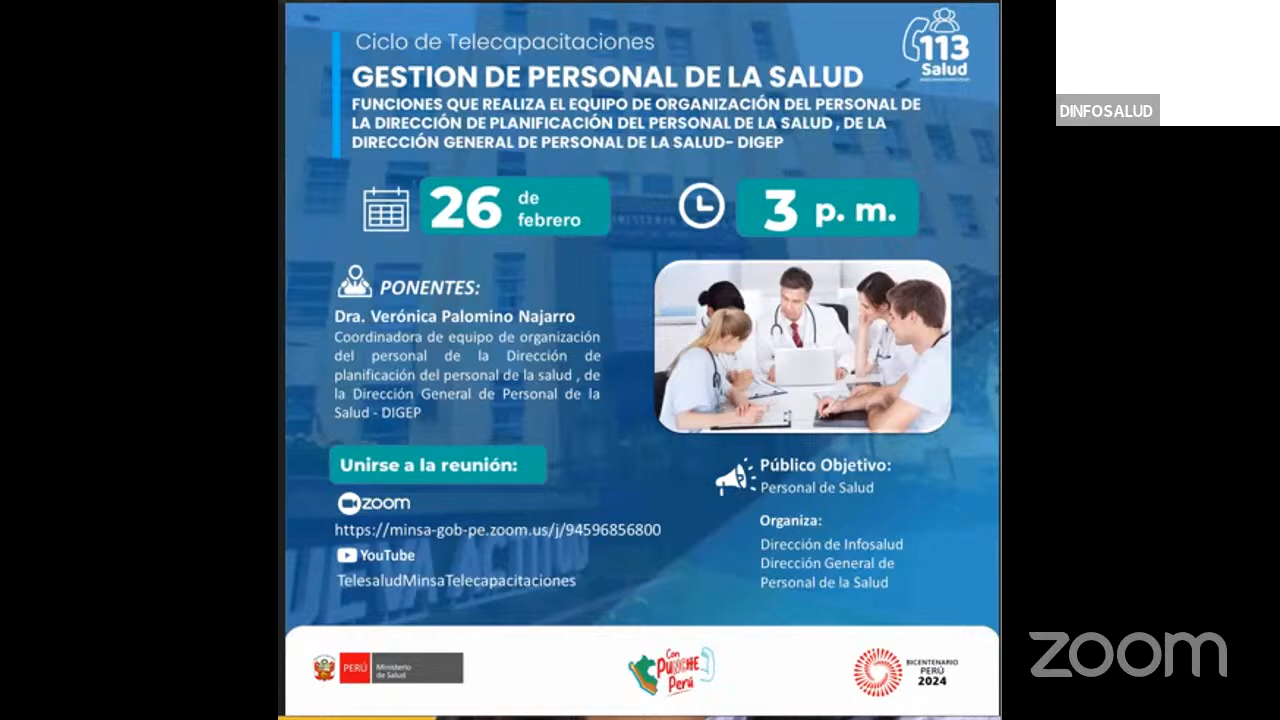 Ciclo de Telecapacitaciones
GESTION DE PERSONAL DE LA SALUD
FUNCIONES QUE REALIZA EL EQUIPO DE ORGANIZACIÓN DEL PERSONAL DE
LA DIRECCIÓN DE PLANIFICACIÓN DEL PERSONAL DE LA SALUD , DE LA
DIRECCIÓN GENERAL DE PERSONAL DE LA SALUD- DIGEP
113
Salud
DINFOSALUD
26 de
febrero
3 p. m.
PONENTES:
Dra. Verónica Palomino Najarro
Coordinadora de equipo de organización
del personal de la Dirección de
planificación del personal de la salud , de
la Dirección General de Personal de la
Salud - DIGEP
Unirse a la reunión:
zoom
https://minsa-gob-pe.zoom.us/j/94596856800
YouTube
TelesaludMinsaTelecapacitaciones
Público Objetivo:
Personal de Salud
Organiza:
Dirección de Infosalud
Dirección General de
Personal de la Salud
PERÚ
Ministerio
de Salud
Con
PUNCHE
Perú
BICENTENARIO
PERÚ
2024
zoom